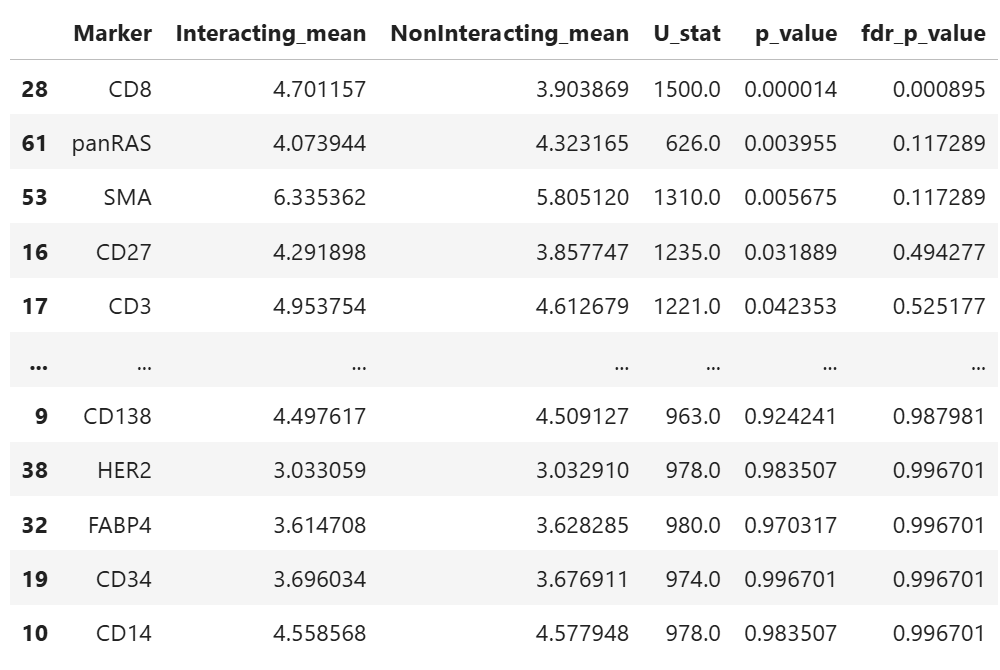 Marker Interacting_mean NonInteracting_mean U_stat p_value fdr_p_value
28 CD8 4.701157 3.903869 1500.0 0.000014 0.000895
61 panRAS 4.073944 4.323165 626.0 0.003955 0.117289
53 SMA 6.335362 5.805120 1310.0 0.005675 0.117289
16 CD27 4.291898 3.857747 1235.0 0.031889 0.494277
17 CD3 4.953754 4.612679 1221.0 0.042353 0.525177
... ... ... ... ... ... ...
9 CD138 4.497617 4.509127 963.0 0.924241 0.987981
38 HER2 3.033059 3.032910 978.0 0.983507 0.996701
32 FABP4 3.614708 3.628285 980.0 0.970317 0.996701
19 CD34 3.696034 3.676911 974.0 0.996701 0.996701
10 CD14 4.558568 4.577948 978.0 0.983507 0.996701